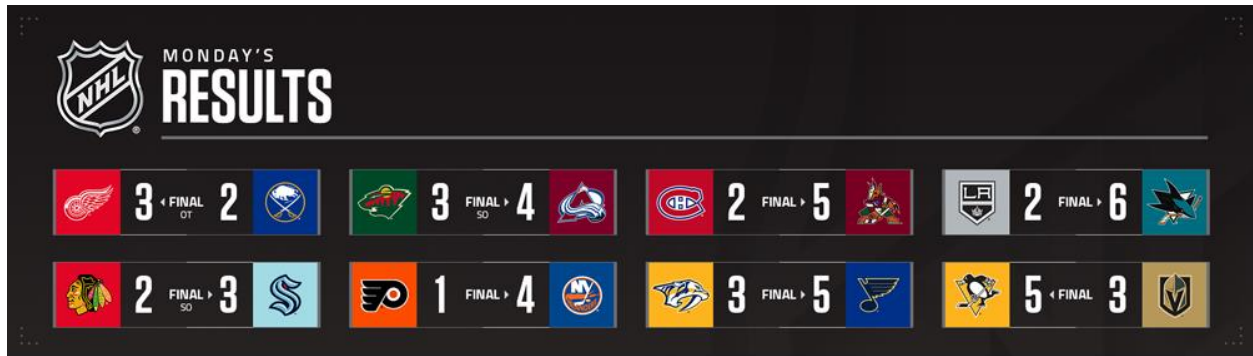 NHL
MONDAY'S
RESULTS
3 FINAL OT 2
3 FINAL SO 4
2 FINAL 5
LA 2 FINAL 6
2 FINAL SO 3
1 FINAL NY 4
3 FINAL 5
5 FINAL 3